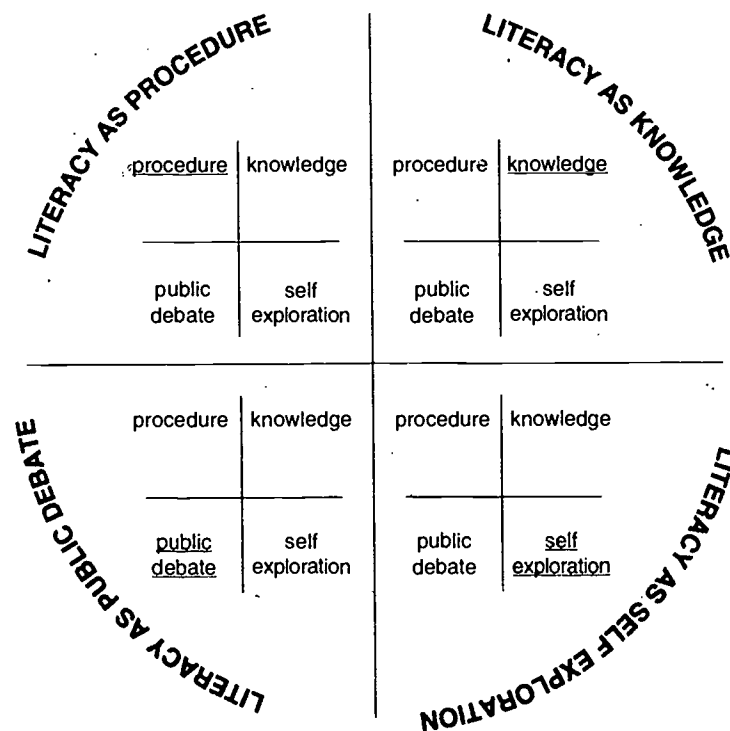 LITERACY AS PROCEDURE
procedure knowledge
public self
debate exploration
LITERACY AS KNOWLEDGE
procedure knowledge
public self
debate exploration
LITERACY AS PUBLIC DEBATE
procedure knowledge
public self
debate exploration
LITERACY AS SELF EXPLORATION
procedure knowledge
public self
debate exploration